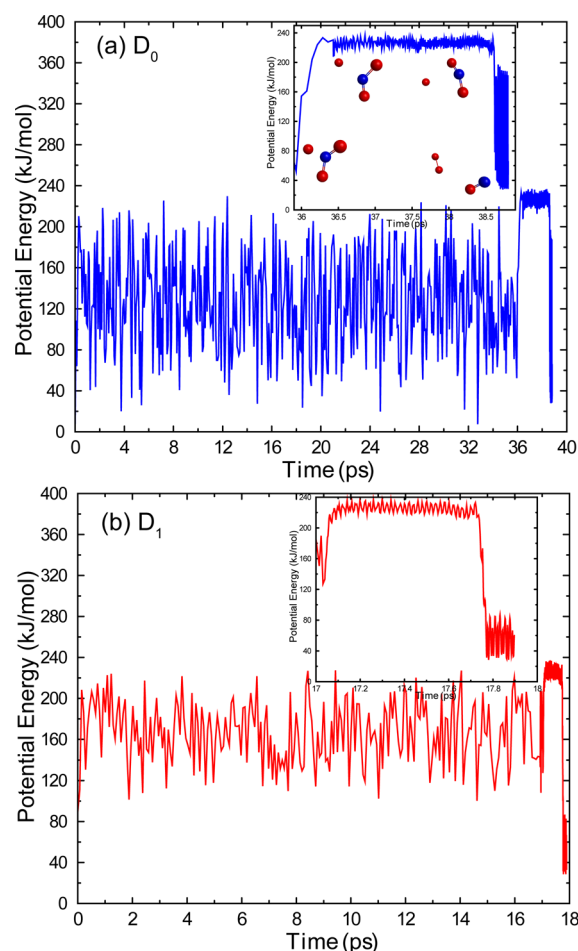 (a) D0
Potential Energy (kJ/mol)
400
360
320
280
240
200
160
120
80
40
0
0 4 8 12 16 20 24 28 32 36 40
Time (ps)
Potential Energy (kJ/mol)
240
200
160
120
80
40
0
36 36.5 37 37.5 38 38.5
Time (ps)
(b) D1
Potential Energy (kJ/mol)
400
360
320
280
240
200
160
120
80
40
0
0 2 4 6 8 10 12 14 16 18
Time (ps)
Potential Energy (kJ/mol)
240
200
160
120
80
40
0
17 17.2 17.4 17.6 17.8 18
Time (ps)